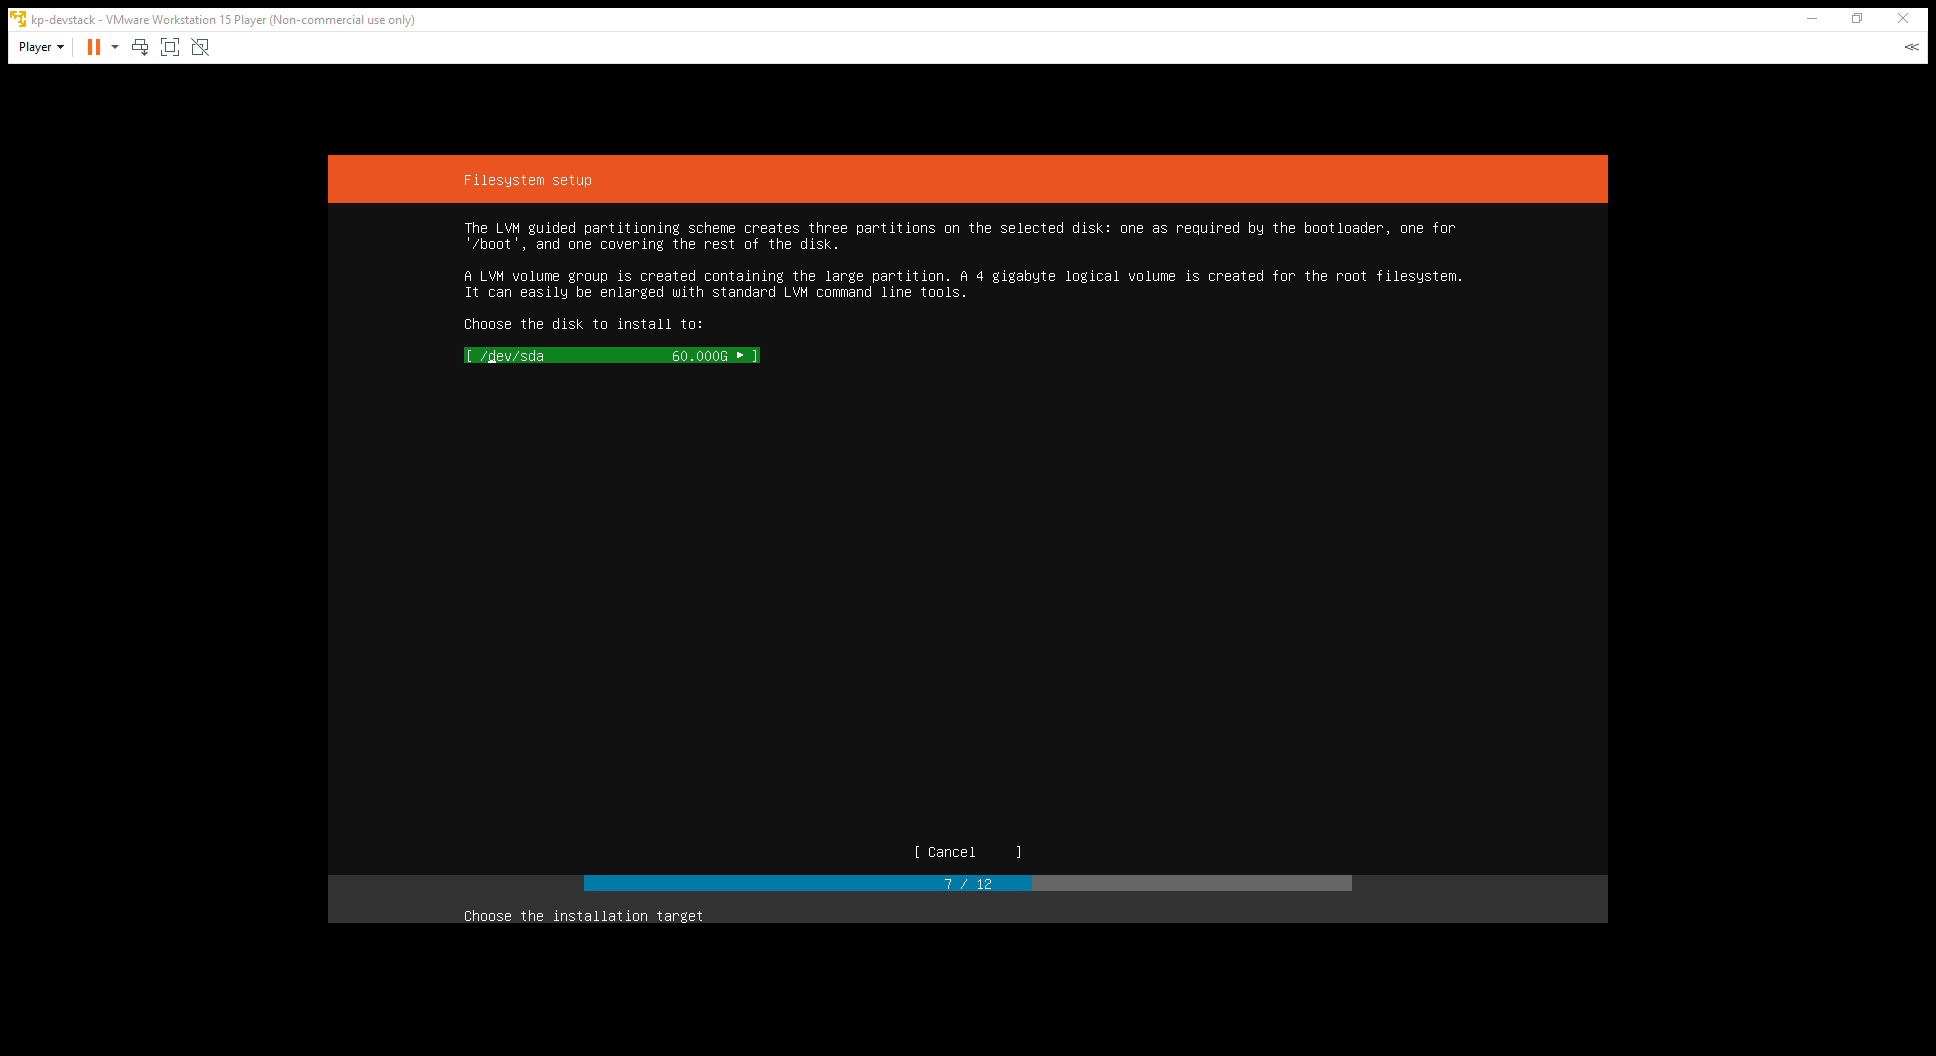 kp-devstack - VMware Workstation 15 Player (Non-commercial use only)
Player
Filesystem setup
The LVM guided partitioning scheme creates three partitions on the selected disk: one as required by the bootloader, one for
'/boot', and one covering the rest of the disk.
A LVM volume group is created containing the large partition. A 4 gigabyte logical volume is created for the root filesystem.
It can easily be enlarged with standard LVM command line tools.
Choose the disk to install to:
[ /dev/sda 60.000G ▸ ]
[ Cancel ]
7 / 12
Choose the installation target